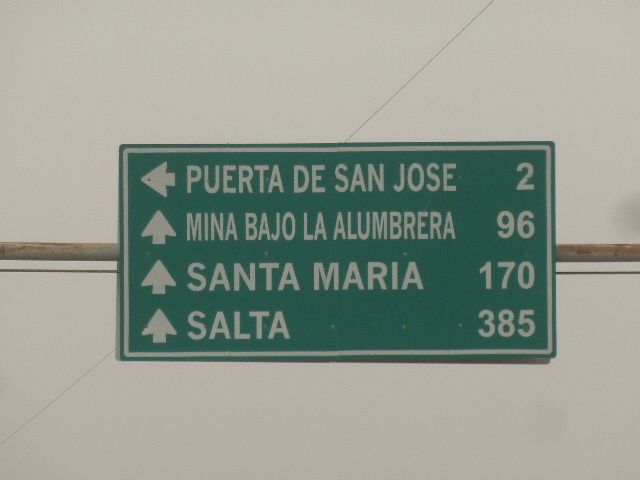 PUERTA DE SAN JOSE 2
MINA BAJO LA ALUMBRERA 96
SANTA MARIA 170
SALTA 385